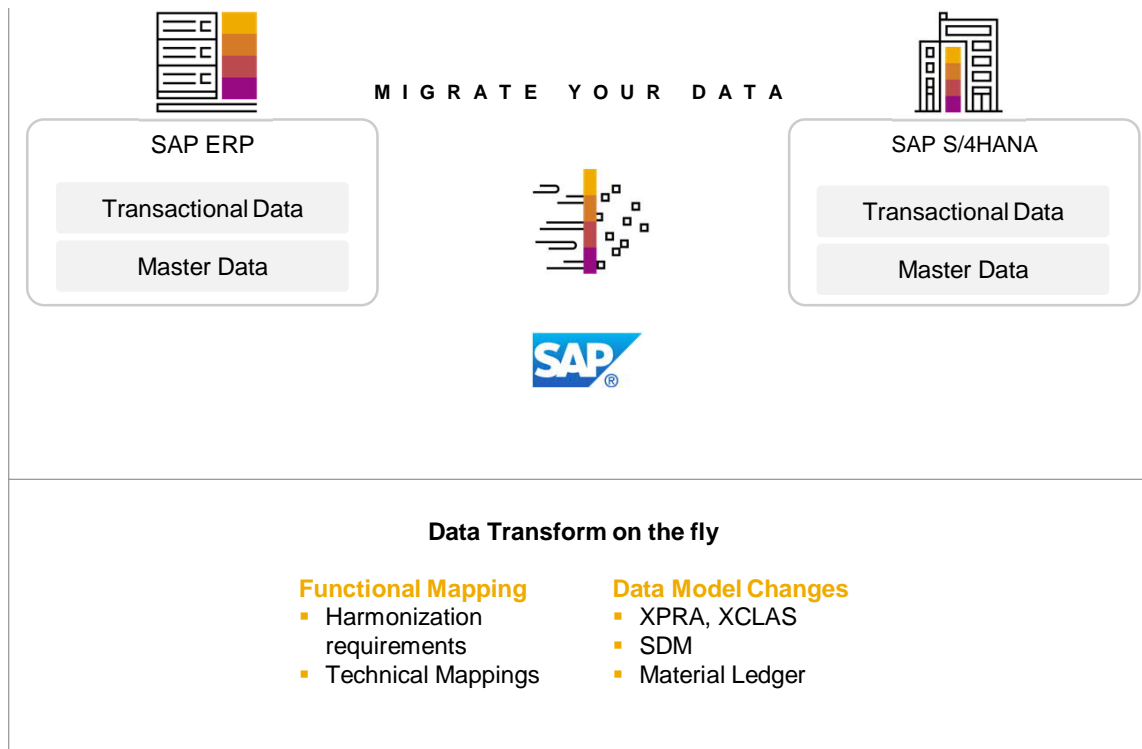 MIGRATE YOUR DATA
SAP ERP
Transactional Data
Master Data
SAP S/4HANA
Transactional Data
Master Data
SAP®
Data Transform on the fly
Functional Mapping
▪ Harmonization
requirements
▪ Technical Mappings
Data Model Changes
▪ XPRA, XCLAS
▪ SDM
▪ Material Ledger